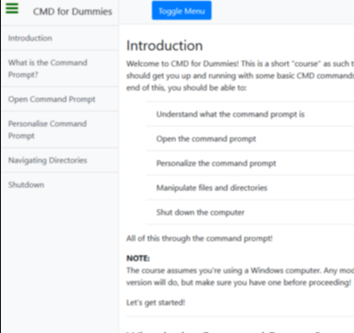 CMD for Dummies
Toggle Menu
Introduction
What is the Command
Prompt?
Open Command Prompt
Personalise Command
Prompt
Navigating Directories
Shutdown
Introduction
Welcome to CMD for Dummies! This is a short "course" as such t
should get you up and running with some basic CMD commands
end of this, you should be able to:
Understand what the command prompt is
Open the command prompt
Personalize the command prompt
Manipulate files and directories
Shut down the computer
All of this through the command prompt!
NOTE:
The course assumes you're using a Windows computer. Any mod
version will do, but make sure you have one before proceeding!
Let's get started!